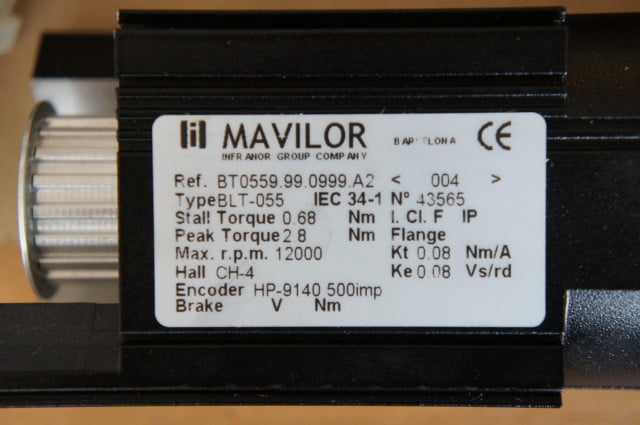 MAVILOR BARCELONA CE
INFRANOR GROUP COMPANY
Ref. BT0559.99.0999.A2 < 004 >
Type BLT-055 IEC 34-1 Nº 43565
Stall Torque 0.68 Nm I. Cl. F IP
Peak Torque 2.8 Nm Flange
Max. r.p.m. 12000 Kt 0.08 Nm/A
Hall CH-4 Ke 0.08 Vs/rd
Encoder HP-9140 500imp
Brake V Nm